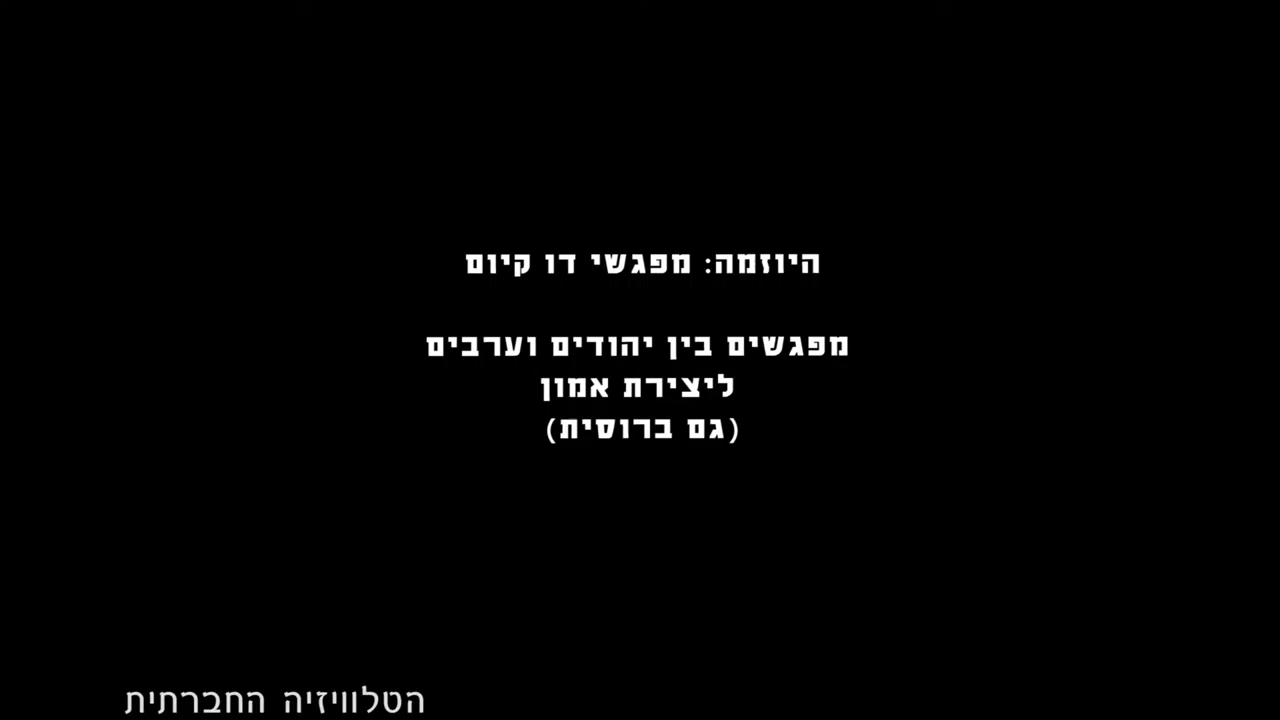 היוזמה: מפגשי דו קיום
מפגשים בין יהודים וערבים
ליצירת אמון
(גם ברוסית)
הטלוויזיה החברתית